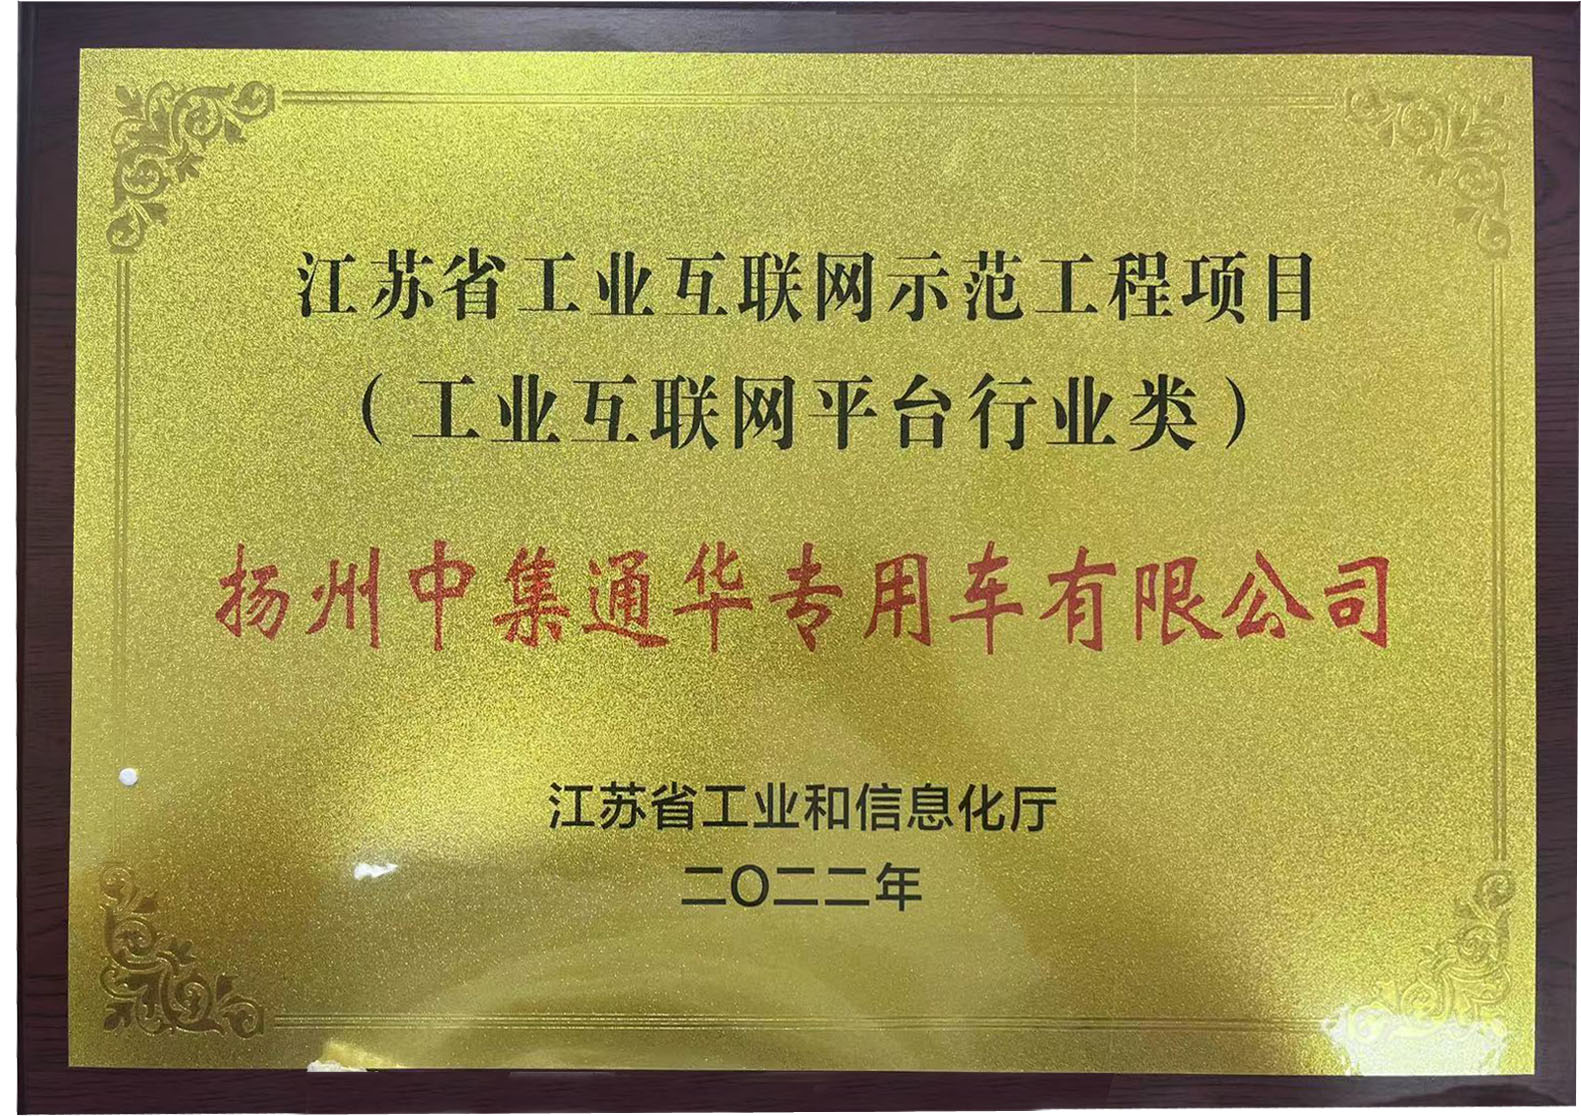 江苏省工业互联网示范工程项目
（工业互联网平台行业类）
扬州中集通华专用车有限公司
江苏省工业和信息化厅
二〇二二年